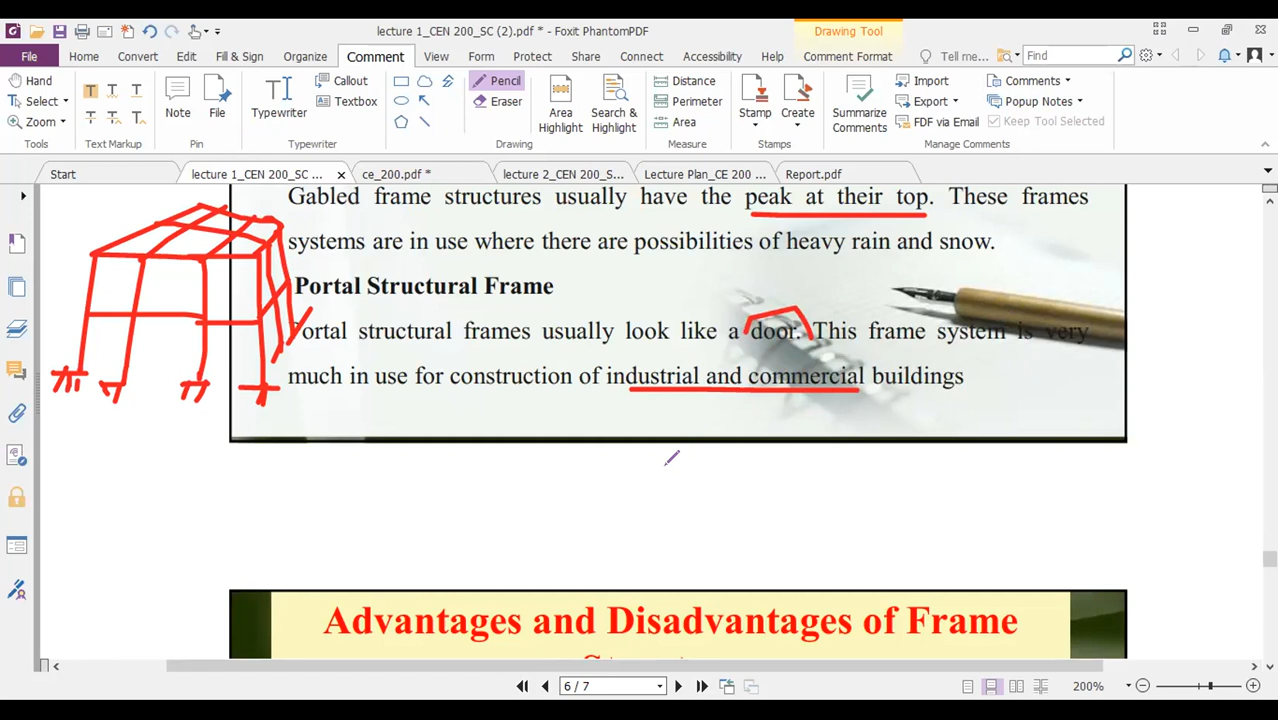 lecture 1_CEN 200_SC (2).pdf * - Foxit PhantomPDF
Drawing Tool
File
Home
Convert
Edit
Fill & Sign
Organize
Comment
View
Form
Protect
Share
Connect
Accessibility
Help
Comment Format
Tell me...
Find
Hand
Select
Zoom
Tools
Text Markup
Note
File
Pin
Typewriter
Callout
Textbox
Typewriter
Pencil
Eraser
Drawing
Area Highlight
Search & Highlight
Distance
Perimeter
Area
Measure
Stamp
Create
Stamps
Summarize Comments
Import
Export
FDF via Email
Comments
Popup Notes
Keep Tool Selected
Manage Comments
Start
lecture 1_CEN 200_SC ...
ce_200.pdf *
lecture 2_CEN 200_S...
Lecture Plan_CE 200 ...
Report.pdf
Gabled frame structures usually have the peak at their top. These frames
systems are in use where there are possibilities of heavy rain and snow.
Portal Structural Frame
Portal structural frames usually look like a door. This frame system is very
much in use for construction of industrial and commercial buildings
Advantages and Disadvantages of Frame
6 / 7
200%